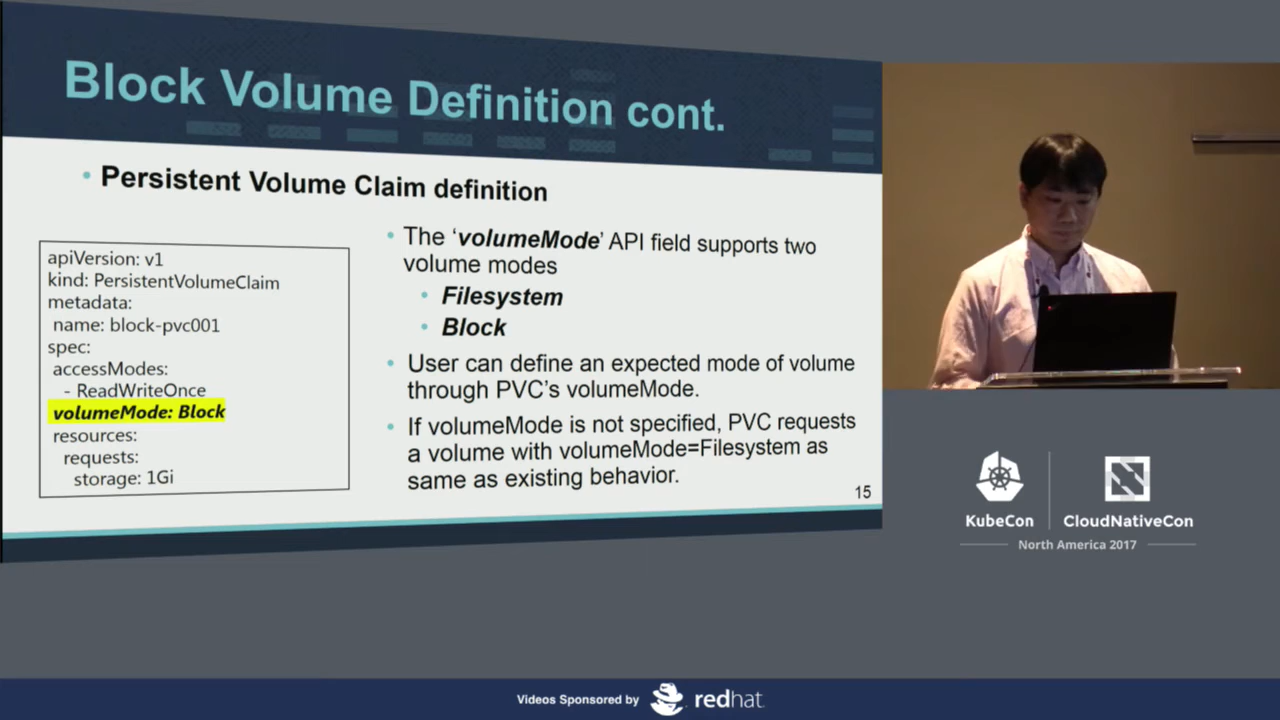 Block Volume Definition cont.
• Persistent Volume Claim definition
apiVersion: v1
kind: PersistentVolumeClaim
metadata:
name: block-pvc001
spec:
accessModes:
- ReadWriteOnce
volumeMode: Block
resources:
requests:
storage: 1Gi
• The ‘volumeMode’ API field supports two
volume modes
• Filesystem
• Block
• User can define an expected mode of volume
through PVC's volumeMode.
• If volumeMode is not specified, PVC requests
a volume with volumeMode=Filesystem as
same as existing behavior.
15
KubeCon
CloudNativeCon
North America 2017
Videos Sponsored by
redhat